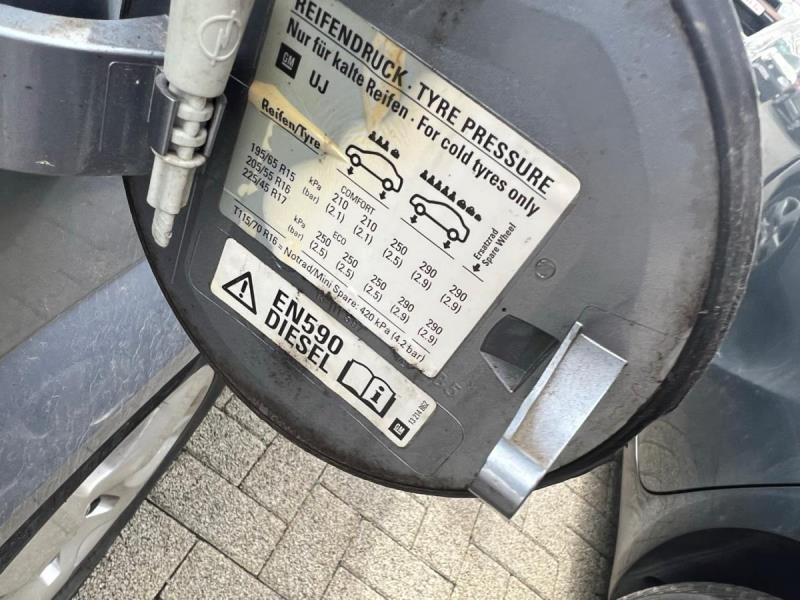 REIFENDRUCK · TYRE PRESSURE
Nur für kalte Reifen · For cold tyres only
GM
UJ
Reifen/Tyre
Ersatzrad
Spare Wheel
195/65 R15
205/55 R16
225/45 R17
COMFORT
kPa 210 210 250 290 290
(bar) (2.1) (2.1) (2.5) (2.9) (2.9)
ECO
kPa 250 250 250 290 290
(bar) (2.5) (2.5) (2.5) (2.9) (2.9)
T115/70 R16 = Notrad/Mini Spare: 420 kPa (4.2 bar)
EN590
DIESEL
GM
13 214 862